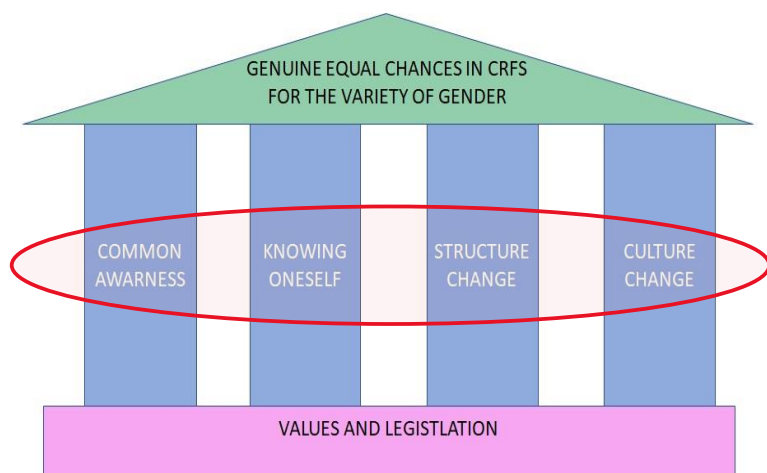 GENUINE EQUAL CHANCES IN CRFS
FOR THE VARIETY OF GENDER
COMMON
AWARNESS
KNOWING
ONESELF
STRUCTURE
CHANGE
CULTURE
CHANGE
VALUES AND LEGISTLATION